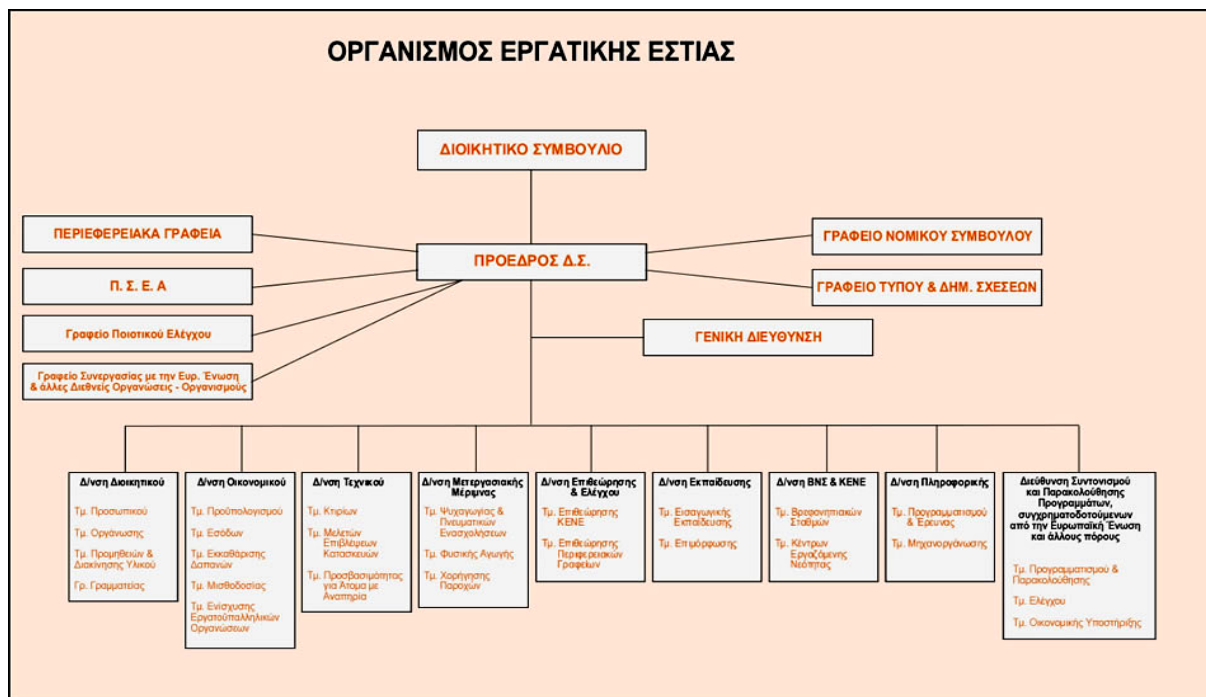 ΟΡΓΑΝΙΣΜΟΣ ΕΡΓΑΤΙΚΗΣ ΕΣΤΙΑΣ
ΔΙΟΙΚΗΤΙΚΟ ΣΥΜΒΟΥΛΙΟ
ΠΕΡΙΕΦΕΡΕΙΑΚΑ ΓΡΑΦΕΙΑ
ΠΡΟΕΔΡΟΣ Δ.Σ.
ΓΡΑΦΕΙΟ ΝΟΜΙΚΟΥ ΣΥΜΒΟΥΛΟΥ
Π. Σ. Ε. Α
ΓΡΑΦΕΙΟ ΤΥΠΟΥ & ΔΗΜ. ΣΧΕΣΕΩΝ
Γραφείο Ποιοτικού Ελέγχου
ΓΕΝΙΚΗ ΔΙΕΥΘΥΝΣΗ
Γραφείο Συνεργασίας με την Ευρ. Ένωση
& άλλες Διεθνείς Οργανώσεις - Οργανισμούς
Δ/νση Διοικητικού
Τμ. Προσωπικού
Τμ. Οργάνωσης
Τμ. Προμηθειών &
Διακίνησης Υλικού
Γρ. Γραμματείας
Δ/νση Οικονομικού
Τμ. Προϋπολογισμού
Τμ. Εσόδων
Τμ. Εκκαθάρισης
Δαπανών
Τμ. Μισθοδοσίας
Τμ. Ενίσχυσης
Εργατοϋπαλληλικών
Οργανώσεων
Δ/νση Τεχνικού
Τμ. Κτιρίων
Τμ. Μελετών
Επιβλέψεων
Κατασκευών
Τμ. Προσβασιμότητας
για Άτομα με
Αναπηρία
Δ/νση Μετεργασιακής
Μέριμνας
Τμ. Ψυχαγωγίας &
Πνευματικών
Ενασχολήσεων
Τμ. Φυσικής Αγωγής
Τμ. Χορήγησης
Παροχών
Δ/νση Επιθεώρησης
& Ελέγχου
Τμ. Επιθεώρησης
ΚΕΝΕ
Τμ. Επιθεώρησης
Περιφερειακών
Γραφείων
Δ/νση Εκπαίδευσης
Τμ. Εισαγωγικής
Εκπαίδευσης
Τμ. Επιμόρφωσης
Δ/νση ΒΝΣ & ΚΕΝΕ
Τμ. Βρεφονηπιακών
Σταθμών
Τμ. Κέντρων
Εργαζόμενης
Νεότητας
Δ/νση Πληροφορικής
Τμ. Προγραμματισμού
& Έρευνας
Τμ. Μηχανοργάνωσης
Διεύθυνση Συντονισμού
και Παρακολούθησης
Προγραμμάτων,
συγχρηματοδοτούμενων
από την Ευρωπαϊκή Ένωση
και άλλους πόρους
Τμ. Προγραμματισμού &
Παρακολούθησης
Τμ. Ελέγχου
Τμ. Οικονομικής Υποστήριξης